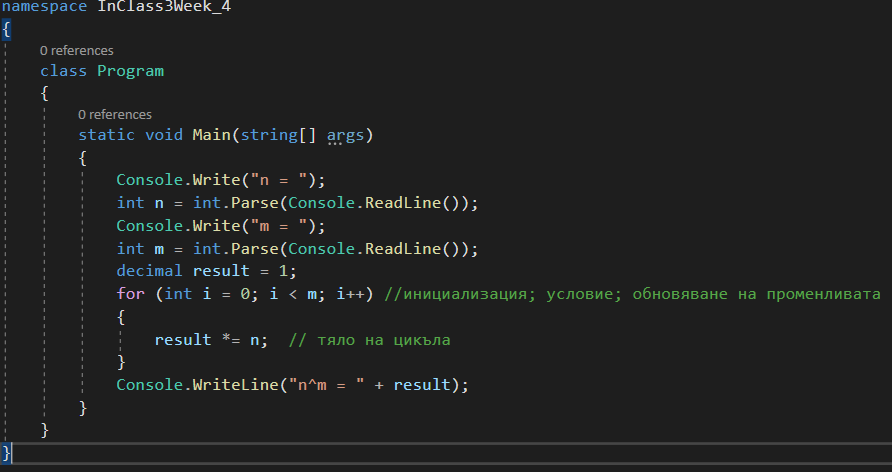 namespace InClass3Week_4
{
0 references
class Program
{
0 references
static void Main(string[] args)
{
Console.Write("n = ");
int n = int.Parse(Console.ReadLine());
Console.Write("m = ");
int m = int.Parse(Console.ReadLine());
decimal result = 1;
for (int i = 0; i < m; i++) //инициализация; условие; обновяване на променливата
{
result *= n;  // тяло на цикъла
}
Console.WriteLine("n^m = " + result);
}
}
}